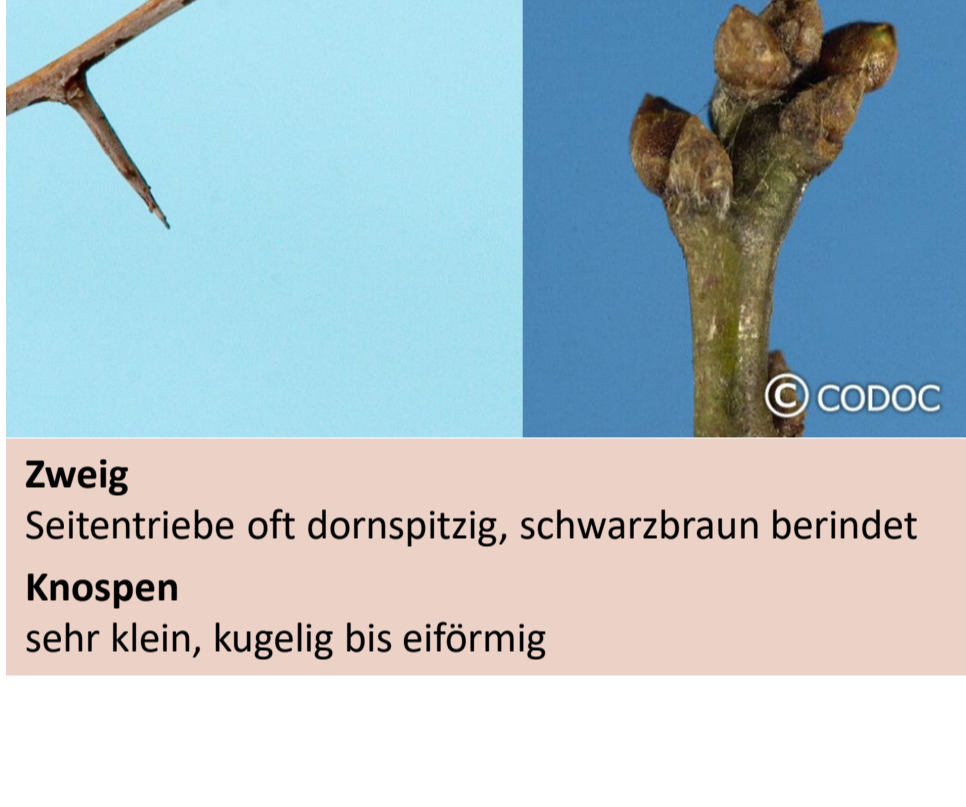 © CODOC
Zweig
Seitentriebe oft dornspitzig, schwarzbraun berindet
Knospen
sehr klein, kugelig bis eiförmig